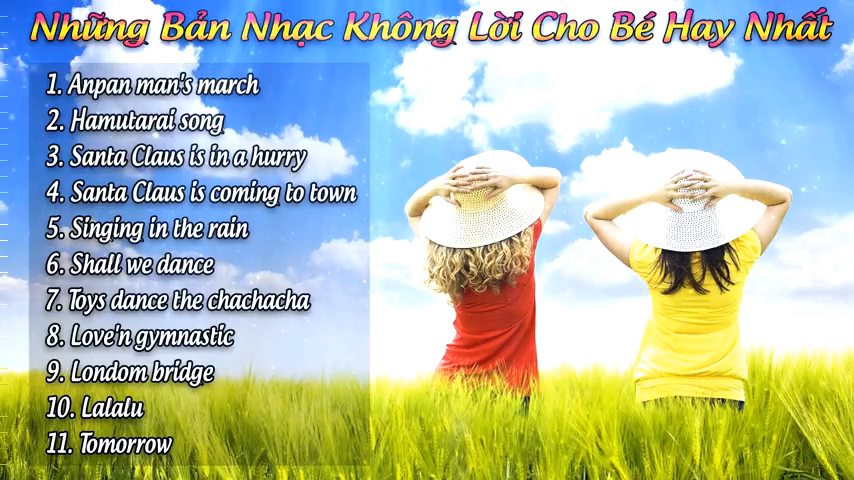 Những Bản Nhạc Không Lời Cho Bé Hay Nhất
1. Anpan man's march
2. Hamutarai song
3. Santa Claus is in a hurry
4. Santa Claus is coming to town
5. Singing in the rain
6. Shall we dance
7. Toys dance the chachacha
8. Love'n gymnastic
9. Londom bridge
10. Lalalu
11. Tomorrow